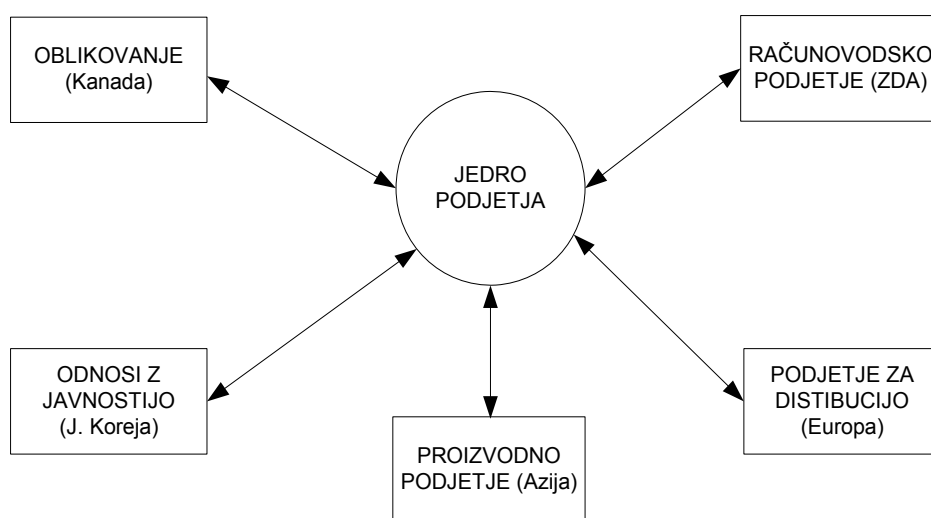 OBLIKOVANJE
(Kanada)
RAČUNOVODSKO
PODJETJE (ZDA)
JEDRO
PODJETJA
ODNOSI Z
JAVNOSTIJO
(J. Koreja)
PROIZVODNO
PODJETJE (Azija)
PODJETJE ZA
DISTIBUCIJO
(Europa)